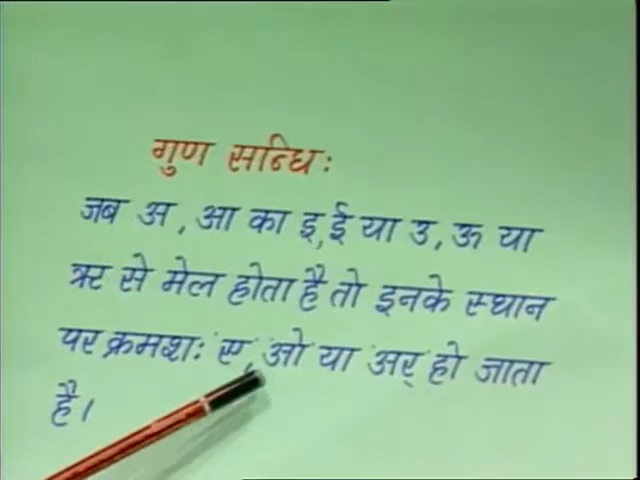 गुण सन्धिः
जब अ, आ का इ, ई या उ, ऊ या
ऋ से मेल होता है तो इनके स्थान
पर क्रमशः ए, ओ या अर् हो जाता
है।